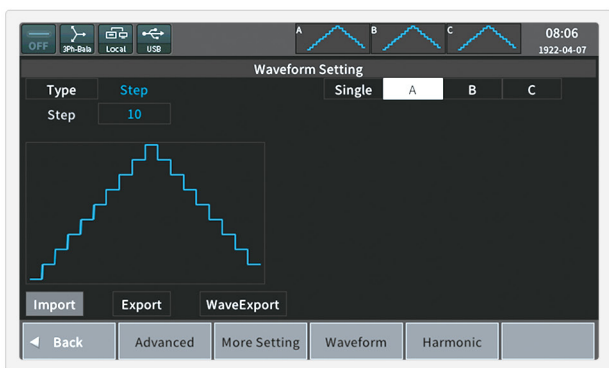 A B C 08:06
OFF 3Ph-Bala Local USB 1922-04-07
Waveform Setting
Type Step Single A B C
Step 10
Import Export WaveExport
Back Advanced More Setting Waveform Harmonic